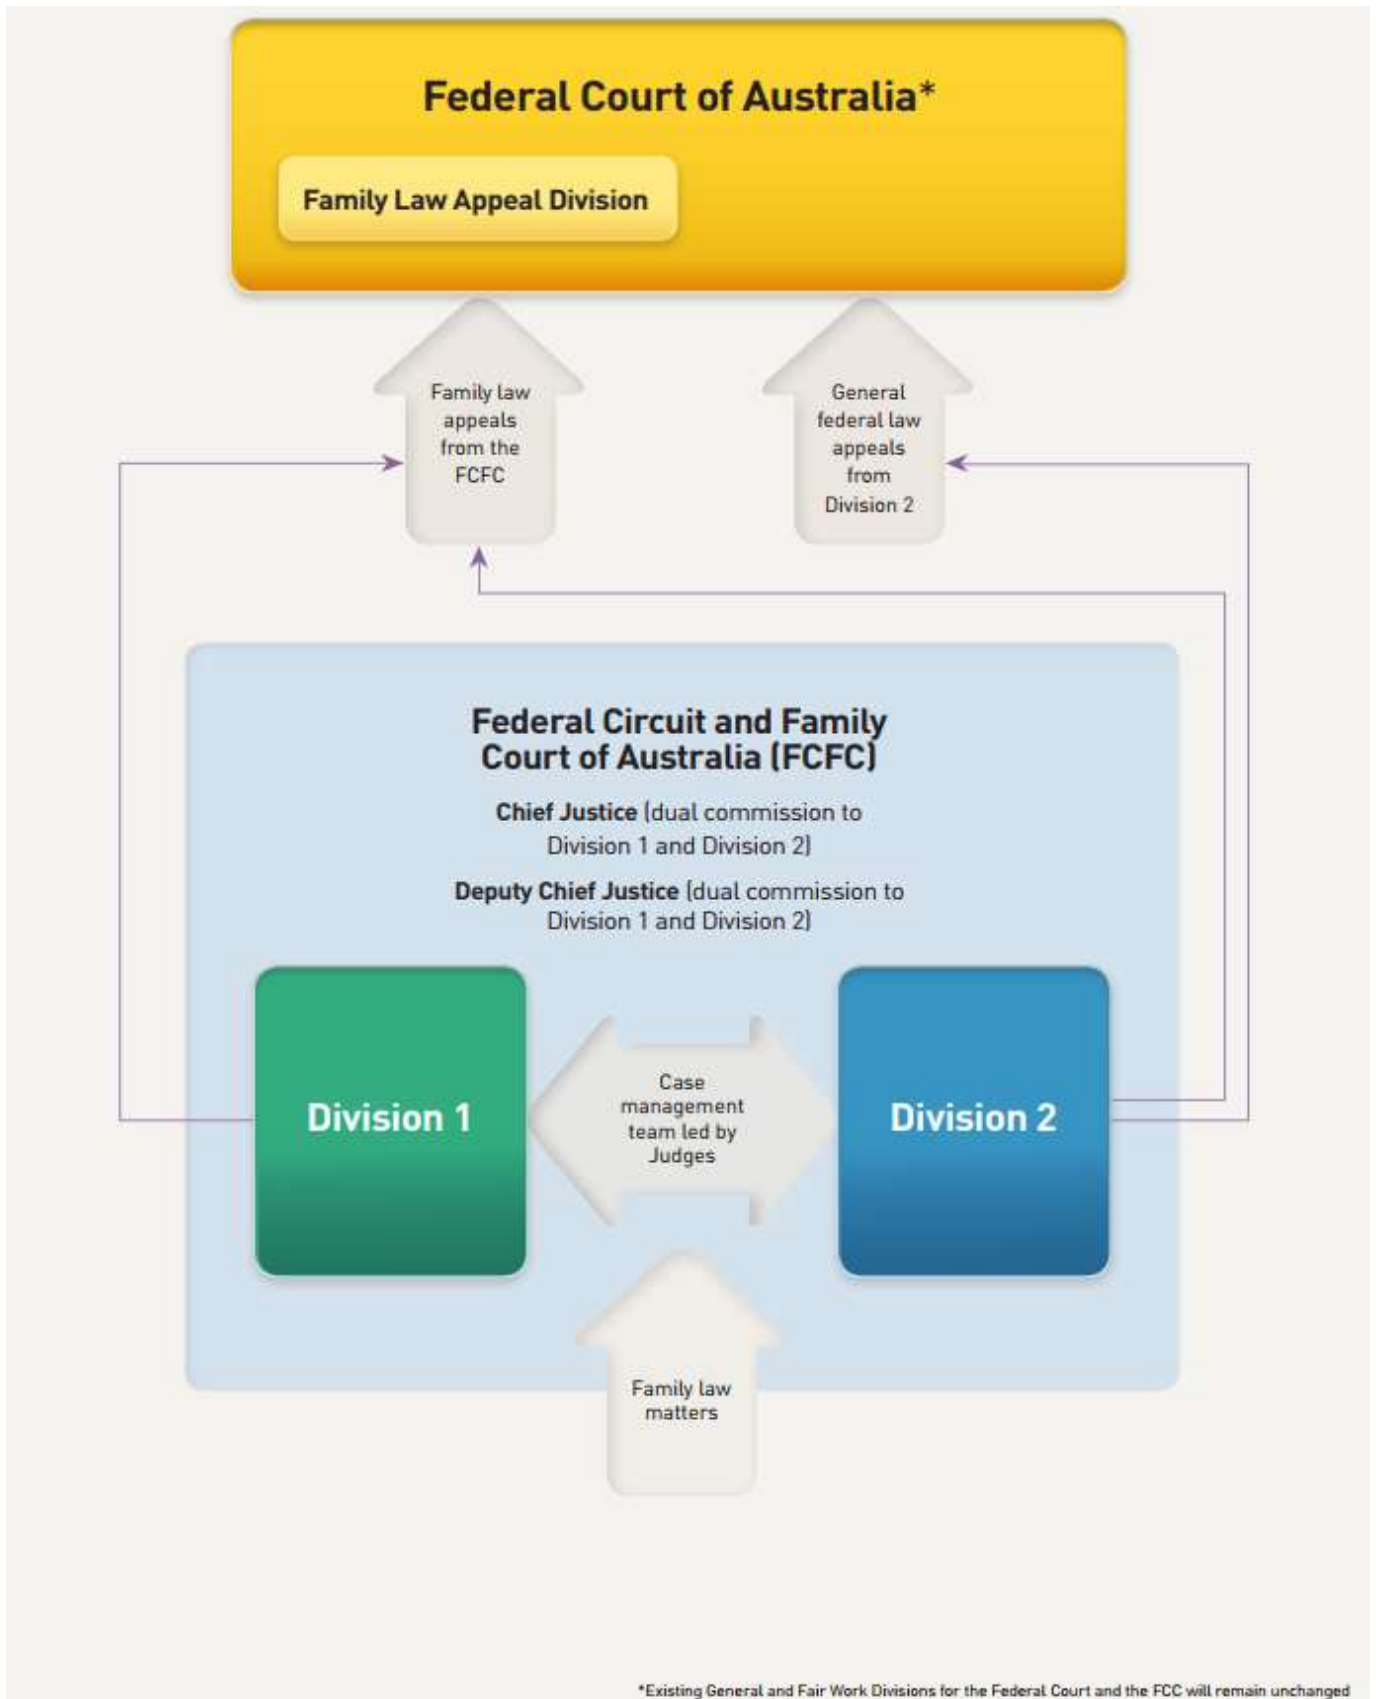 Federal Court of Australia*
Family Law Appeal Division
Family law
appeals
from the
FCFC
General
federal law
appeals
from
Division 2
Federal Circuit and Family
Court of Australia (FCFC)
Chief Justice (dual commission to
Division 1 and Division 2)
Deputy Chief Justice (dual commission to
Division 1 and Division 2)
Division 1
Case
management
team led by
Judges
Division 2
Family law
matters
*Existing General and Fair Work Divisions for the Federal Court and the FCC will remain unchanged